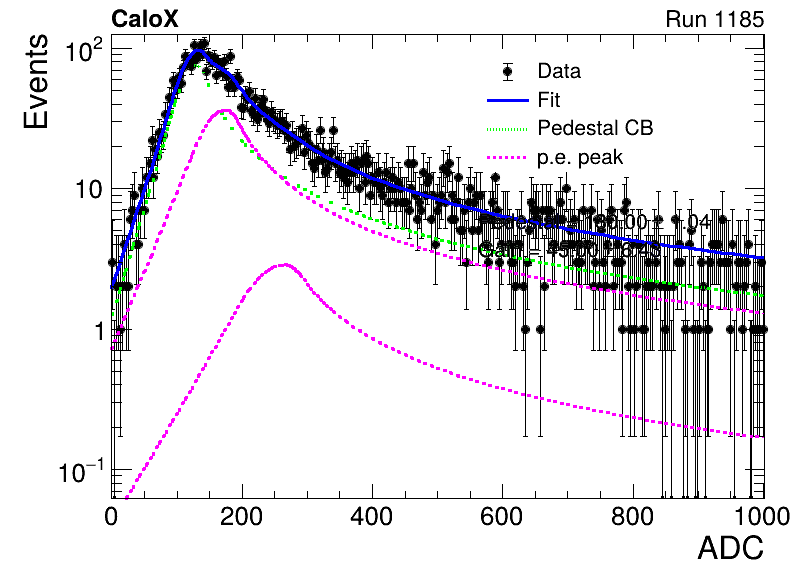 CaloX Run 1185
Events
Data
Fit
Pedestal CB
p.e. peak
10²
10
1
10⁻¹
0 200 400 600 800 1000
ADC